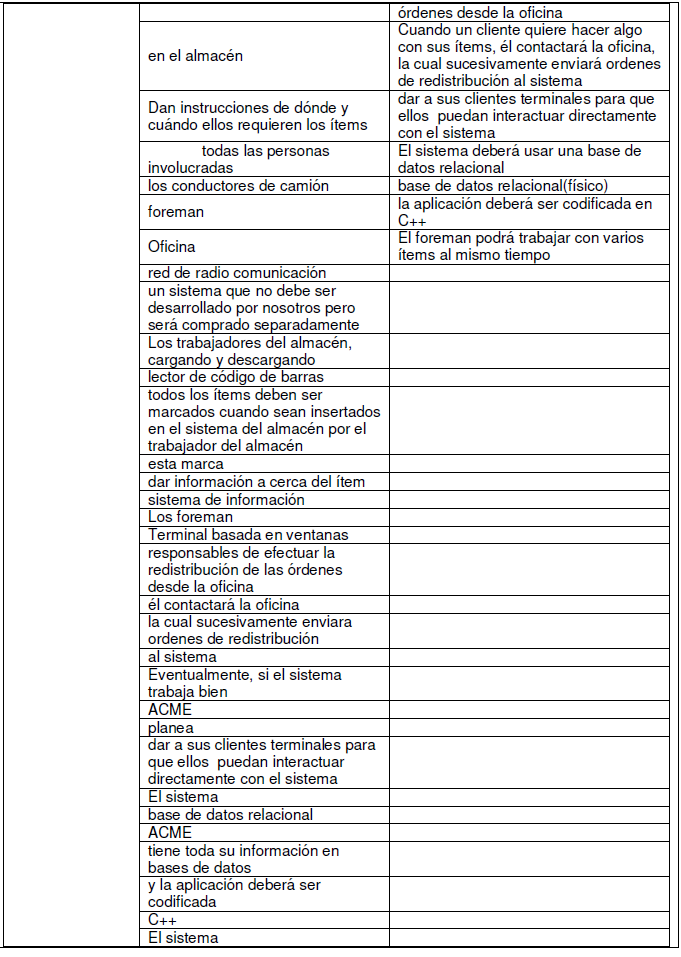 órdenes desde la oficina
en el almacén
Cuando un cliente quiere hacer algo
con sus ítems, él contactará la oficina,
la cual sucesivamente enviará ordenes
de redistribución al sistema
Dan instrucciones de dónde y
cuándo ellos requieren los ítems
dar a sus clientes terminales para que
ellos puedan interactuar directamente
con el sistema
todas las personas
involucradas
El sistema deberá usar una base de
datos relacional
los conductores de camión
base de datos relacional(físico)
foreman
la aplicación deberá ser codificada en
C++
Oficina
El foreman podrá trabajar con varios
ítems al mismo tiempo
red de radio comunicación
un sistema que no debe ser
desarrollado por nosotros pero
será comprado separadamente
Los trabajadores del almacén,
cargando y descargando
lector de código de barras
todos los ítems deben ser
marcados cuando sean insertados
en el sistema del almacén por el
trabajador del almacén
esta marca
dar información a cerca del ítem
sistema de información
Los foreman
Terminal basada en ventanas
responsables de efectuar la
redistribución de las órdenes
desde la oficina
él contactará la oficina
la cual sucesivamente enviara
ordenes de redistribución
al sistema
Eventualmente, si el sistema
trabaja bien
ACME
planea
dar a sus clientes terminales para
que ellos puedan interactuar
directamente con el sistema
El sistema
base de datos relacional
ACME
tiene toda su información en
bases de datos
y la aplicación deberá ser
codificada
C++
El sistema